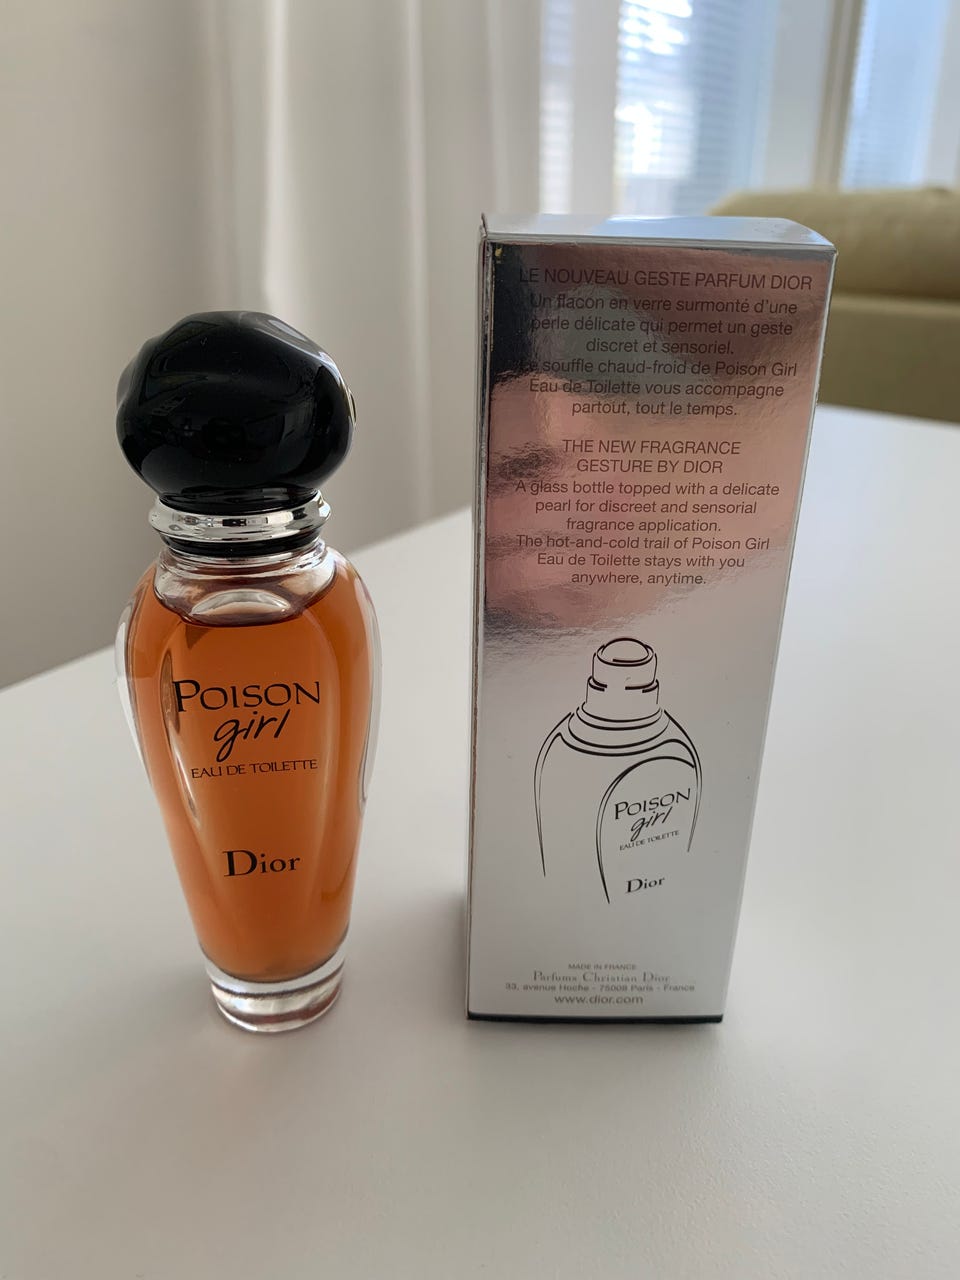 POISON
girl
EAU DE TOILETTE
Dior
LE NOUVEAU GESTE PARFUM DIOR
Un flacon en verre surmonté d'une
perle délicate qui permet un geste
discret et sensoriel.
Le souffle chaud-froid de Poison Girl
Eau de Toilette vous accompagne
partout, tout le temps.
THE NEW FRAGRANCE
GESTURE BY DIOR
A glass bottle topped with a delicate
pearl for discreet and sensorial
fragrance application.
The hot-and-cold trail of Poison Girl
Eau de Toilette stays with you
anywhere, anytime.
POISON
girl
EAU DE TOILETTE
Dior
MADE IN FRANCE
Parfums Christian Dior
33, avenue Hoche - 75008 Paris - France
www.dior.com